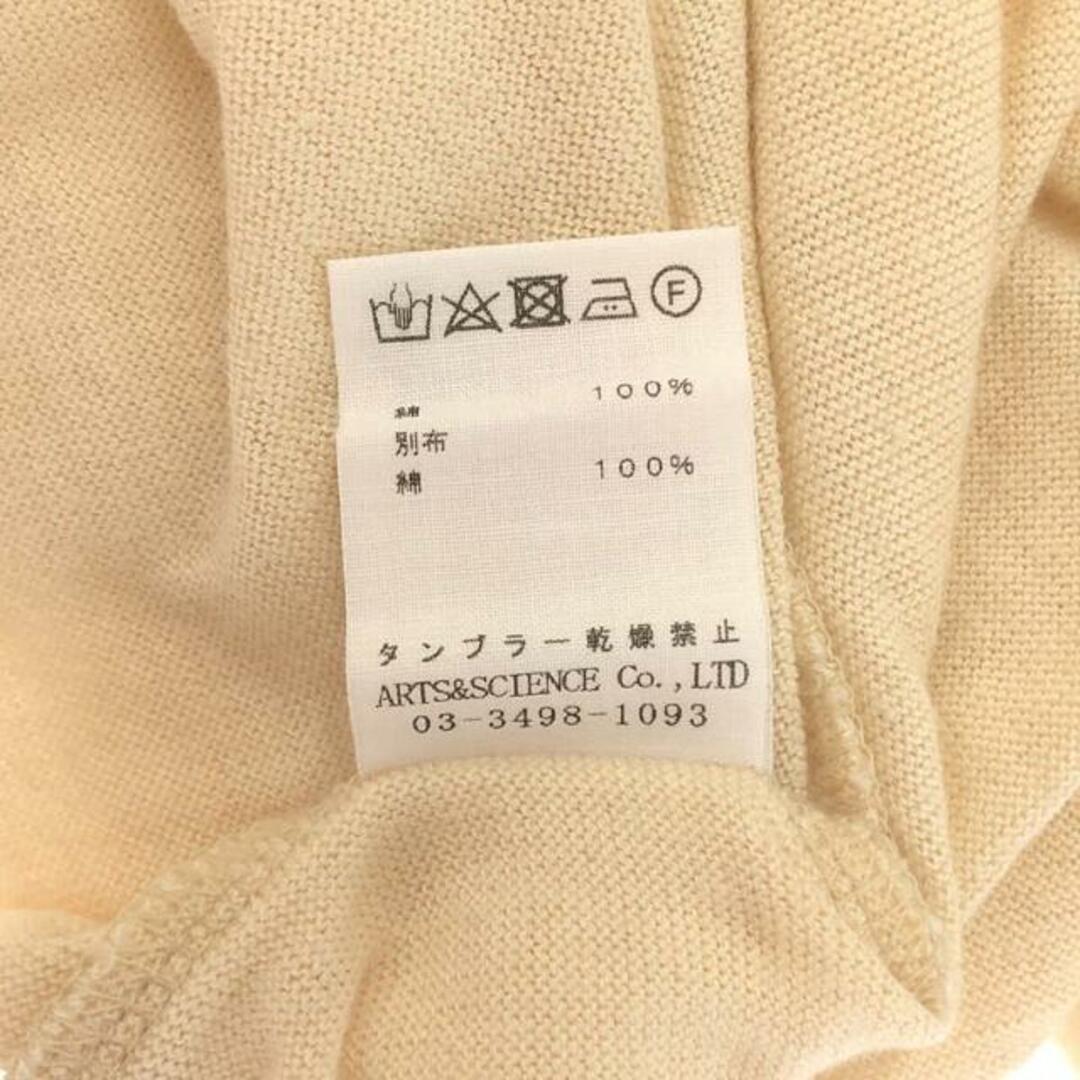 F
綿 100%
別布
綿 100%
タンブラー乾燥禁止
ARTS&SCIENCE Co.,LTD
03-3498-1093